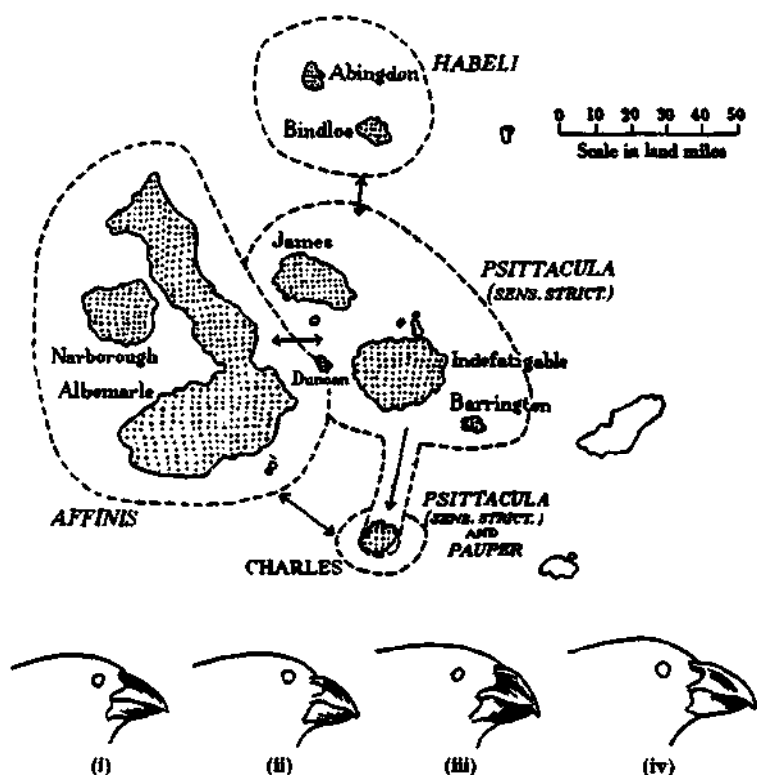 HABELI
Abingdon
Bindloe
0 10 20 30 40 50
Scale in land miles
James
PSITTACULA
(SENS. STRICT.)
Narborough
Albemarle
Duncan
Indefatigable
Barrington
AFFINIS
PSITTACULA
(SENS. STRICT.)
AND
PAUPER
CHARLES
(i) (ii) (iii) (iv)